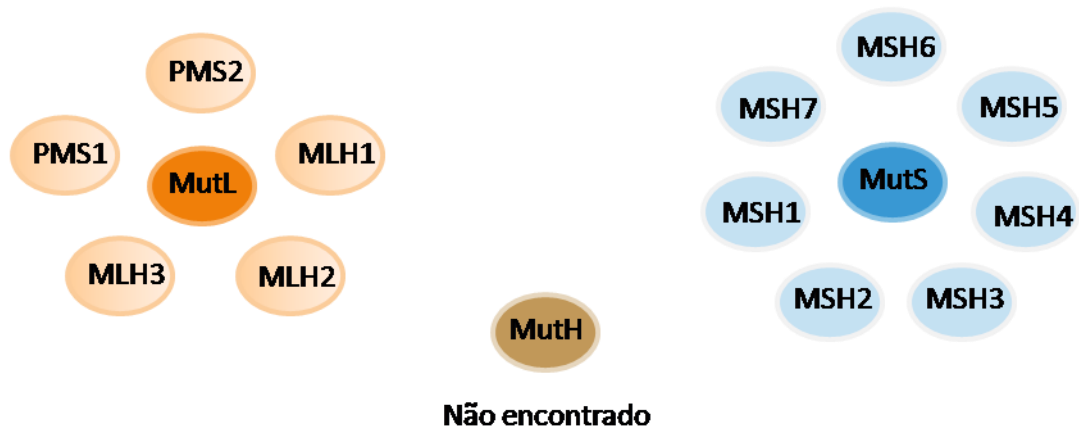 PMS2
PMS1
MutL
MLH1
MLH3
MLH2
MutH
Não encontrado
MSH6
MSH7
MSH5
MutS
MSH1
MSH4
MSH2
MSH3